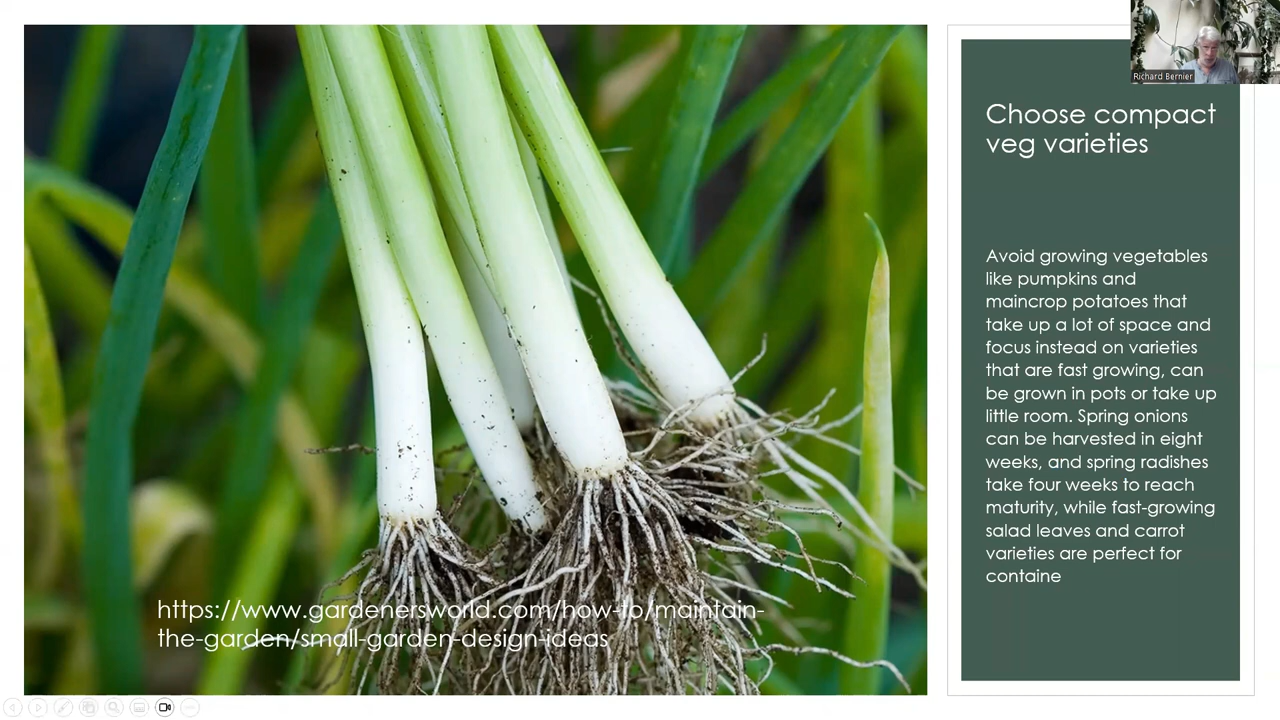 Richard Bernier
Choose compact
veg varieties
Avoid growing vegetables
like pumpkins and
maincrop potatoes that
take up a lot of space and
focus instead on varieties
that are fast growing, can
be grown in pots or take up
little room. Spring onions
can be harvested in eight
weeks, and spring radishes
take four weeks to reach
maturity, while fast-growing
salad leaves and carrot
varieties are perfect for
containe
https://www.gardenersworld.com/how-to/maintain-
the-garden/small-garden-design-ideas